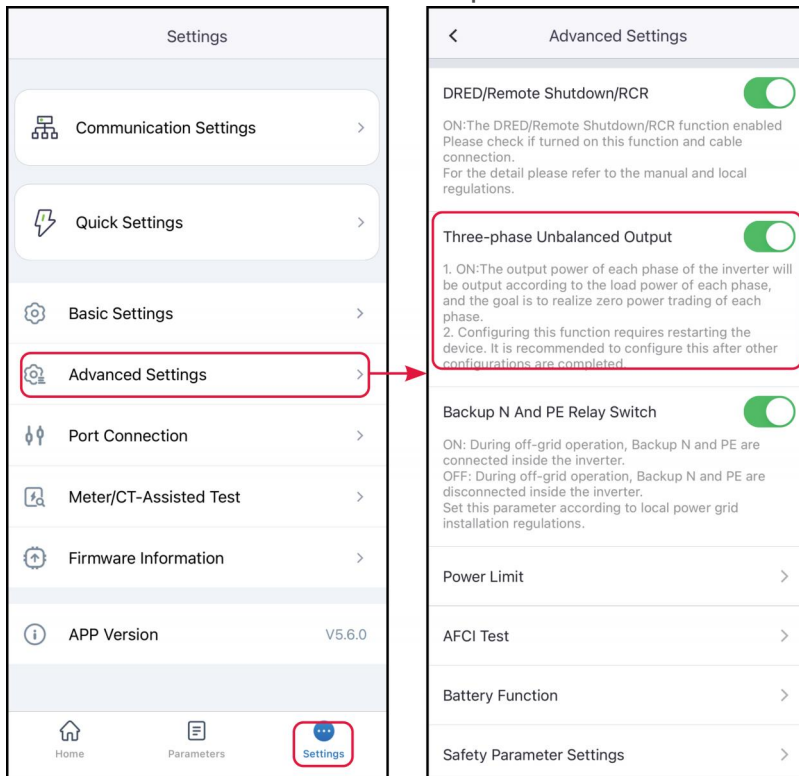 Settings
Communication Settings
Quick Settings
Basic Settings
Advanced Settings
Port Connection
Meter/CT-Assisted Test
Firmware Information
APP Version V5.6.0
Home Parameters Settings
Advanced Settings
DRED/Remote Shutdown/RCR
ON:The DRED/Remote Shutdown/RCR function enabled
Please check if turned on this function and cable
connection.
For the detail please refer to the manual and local
regulations.
Three-phase Unbalanced Output
1. ON:The output power of each phase of the inverter will
be output according to the load power of each phase,
and the goal is to realize zero power trading of each
phase.
2. Configuring this function requires restarting the
device. It is recommended to configure this after other
configurations are completed.
Backup N And PE Relay Switch
ON: During off-grid operation, Backup N and PE are
connected inside the inverter.
OFF: During off-grid operation, Backup N and PE are
disconnected inside the inverter.
Set this parameter according to local power grid
installation regulations.
Power Limit
AFCI Test
Battery Function
Safety Parameter Settings